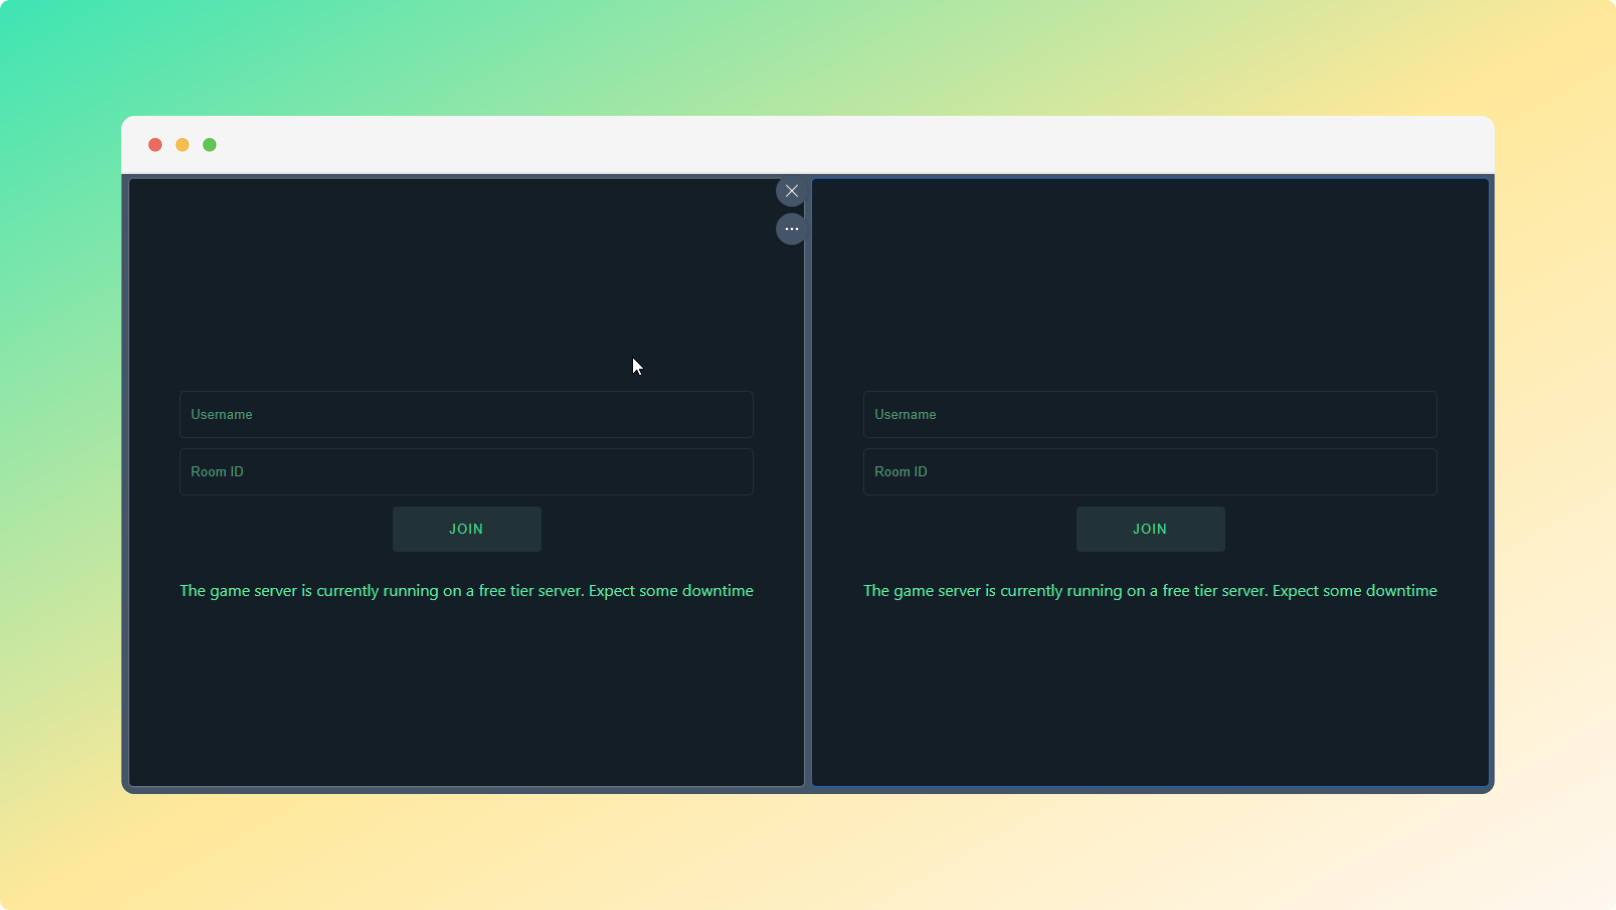 Username
Room ID
JOIN
The game server is currently running on a free tier server. Expect some downtime
Username
Room ID
JOIN
The game server is currently running on a free tier server. Expect some downtime